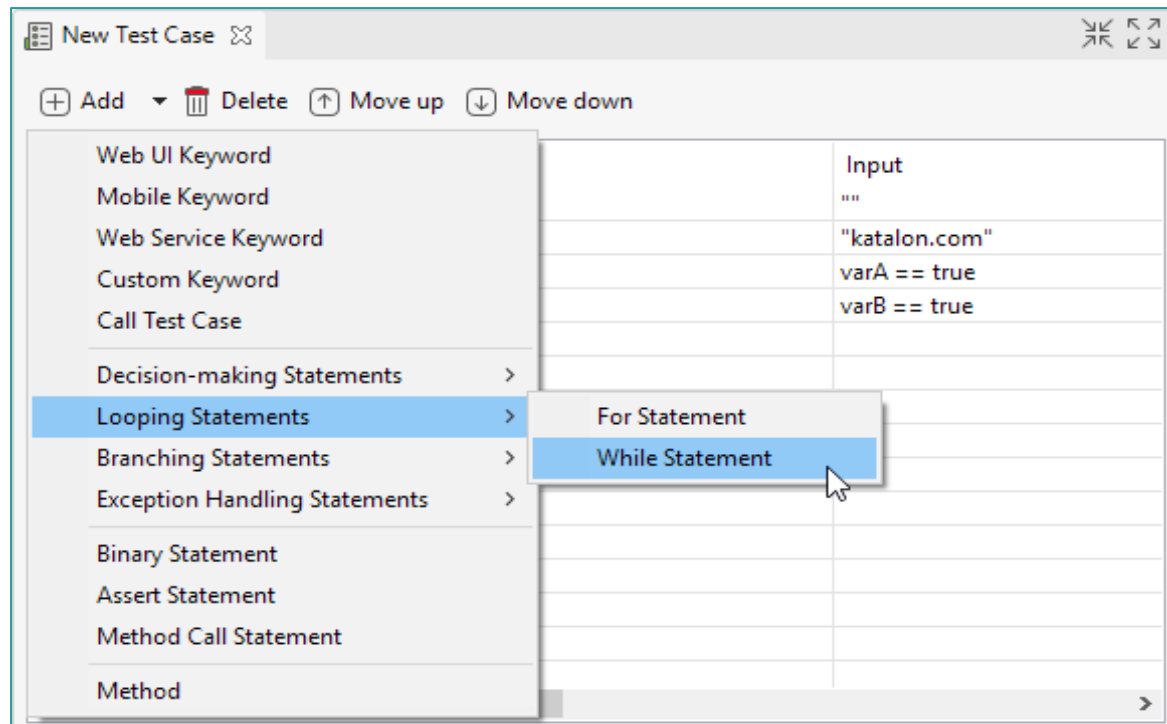 New Test Case
Add Delete Move up Move down
Web UI Keyword
Mobile Keyword
Web Service Keyword
Custom Keyword
Call Test Case
Decision-making Statements
Looping Statements
Branching Statements
Exception Handling Statements
Binary Statement
Assert Statement
Method Call Statement
Method
For Statement
While Statement
Input
""
"katalon.com"
varA == true
varB == true